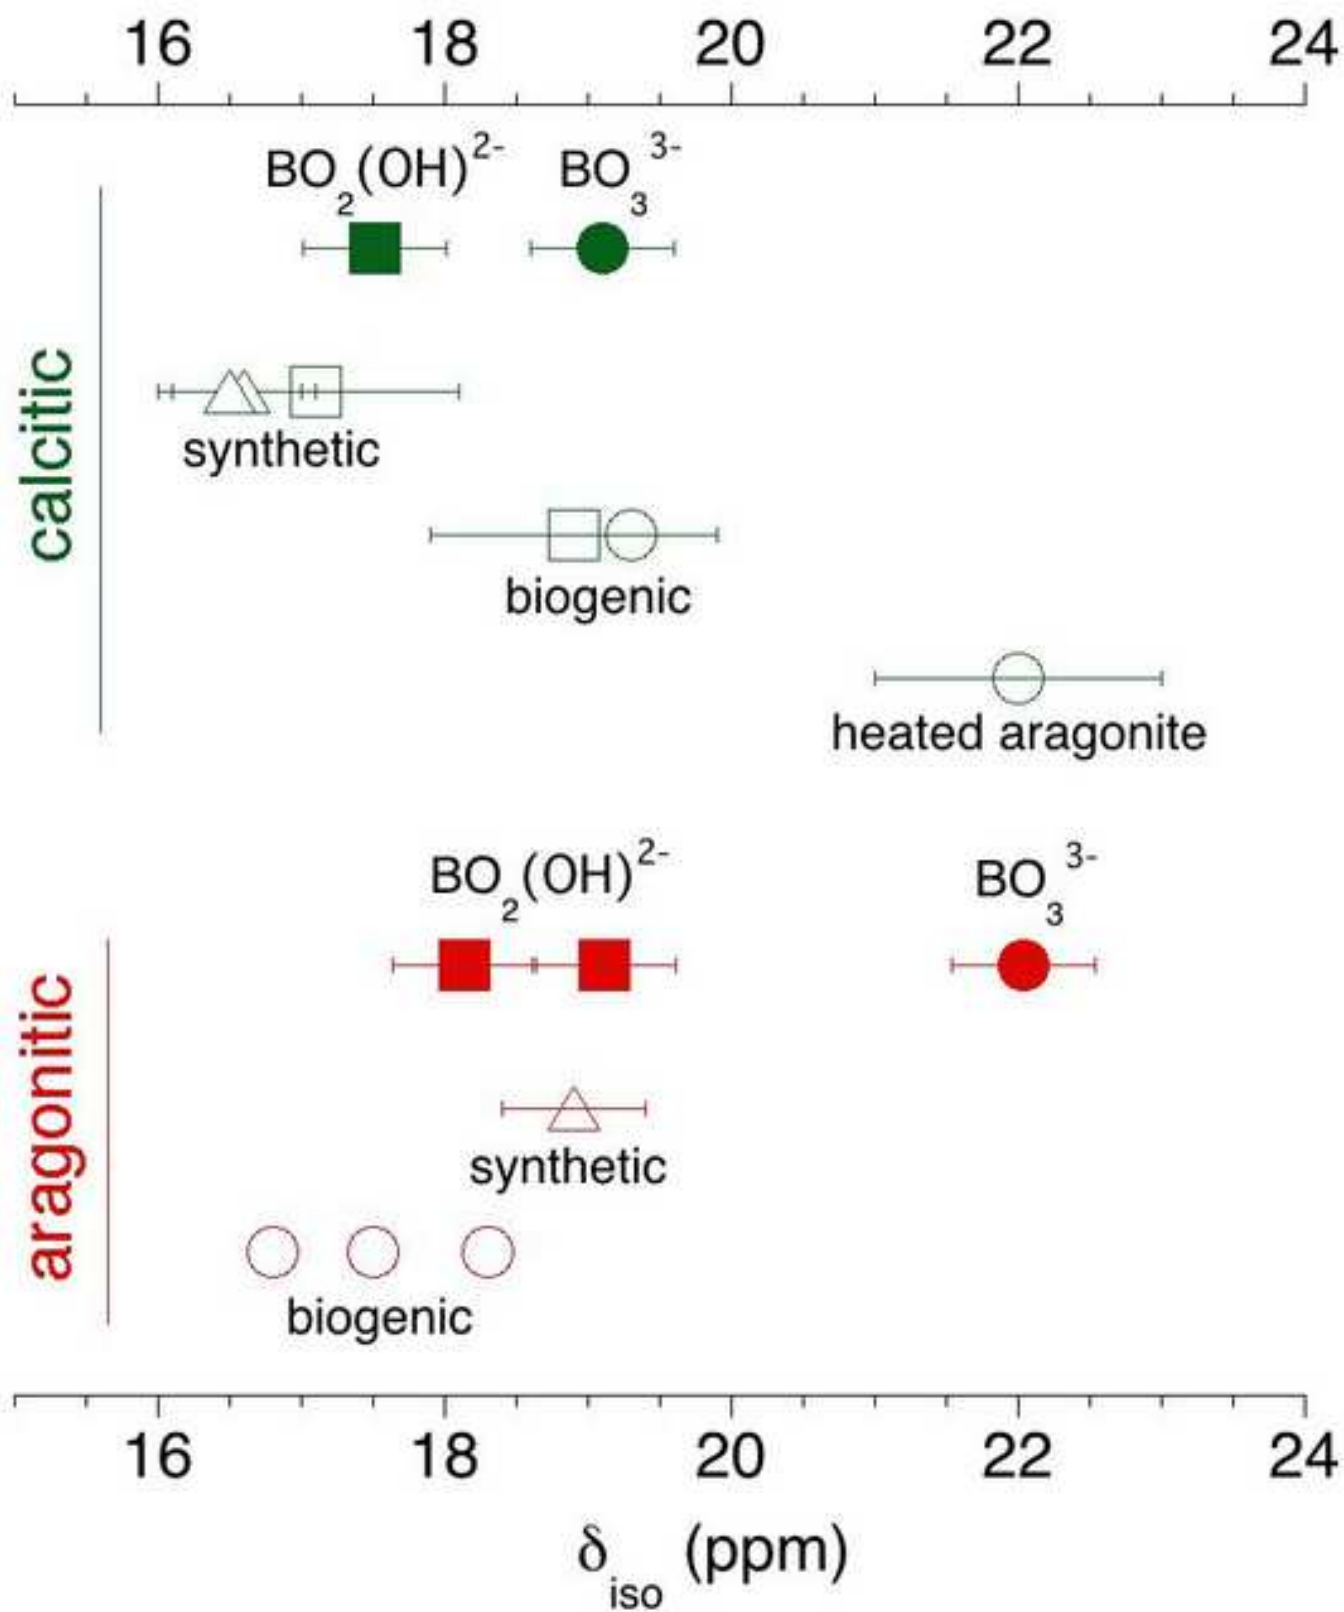 16 18 20 22 24
BO₂(OH)²⁻ BO₃³⁻
calcitic
synthetic
biogenic
heated aragonite
BO₂(OH)²⁻ BO₃³⁻
aragonitic
synthetic
biogenic
16 18 20 22 24
δiso (ppm)